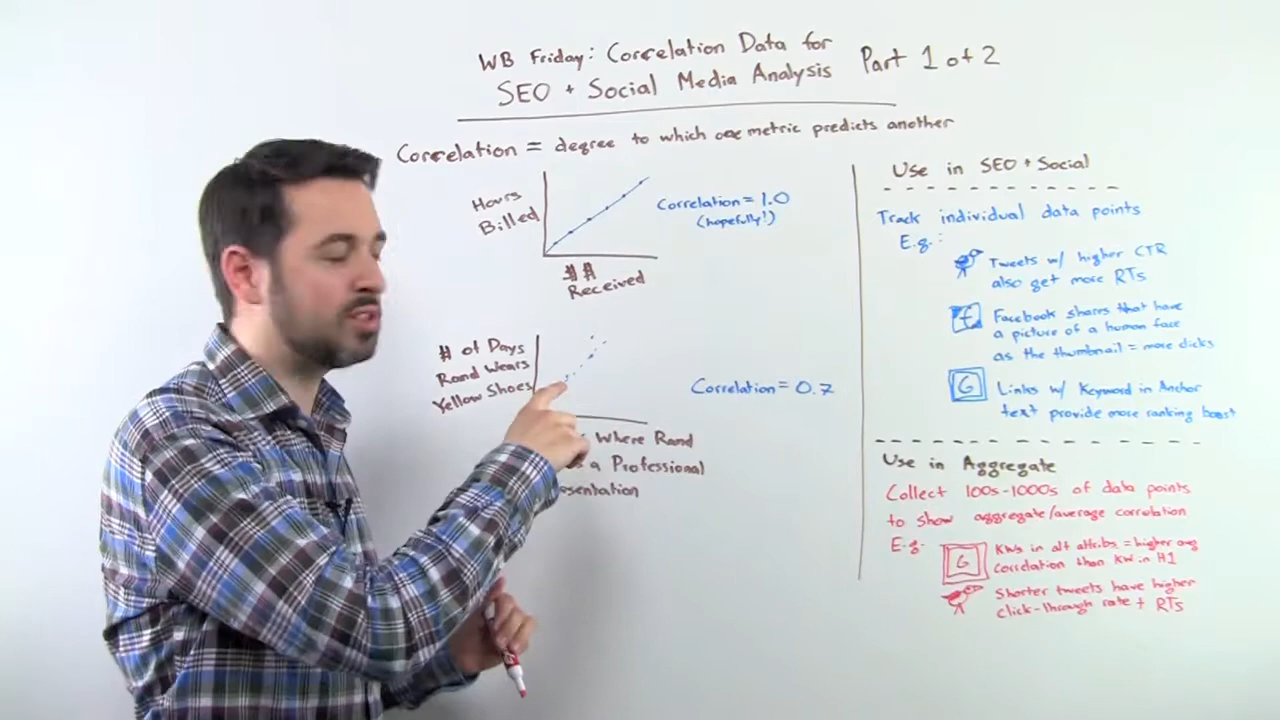 WB Friday: Correlation Data for
SEO + Social Media Analysis Part 1 of 2
Correlation = degree to which one metric predicts another
Hours
Billed
Correlation = 1.0
(hopefully!)
$$
Received
# of Days
Rand Wears
Yellow Shoes
Correlation = 0.7
Where Rand
a Professional
Use in SEO + Social
Track individual data points
E.g.:
Tweets w/ higher CTR
also get more RTs
f
Facebook shares that have
a picture of a human face
as the thumbnail = more clicks
G
Links w/ Keyword in Anchor
text provide more ranking boost
Use in Aggregate
Collect 100s-1000s of data points
to show aggregate/average correlation
E.g.
G
KWs in alt attribs = higher avg
correlation than KW in H1
Shorter tweets have higher
click-through rate + RTs